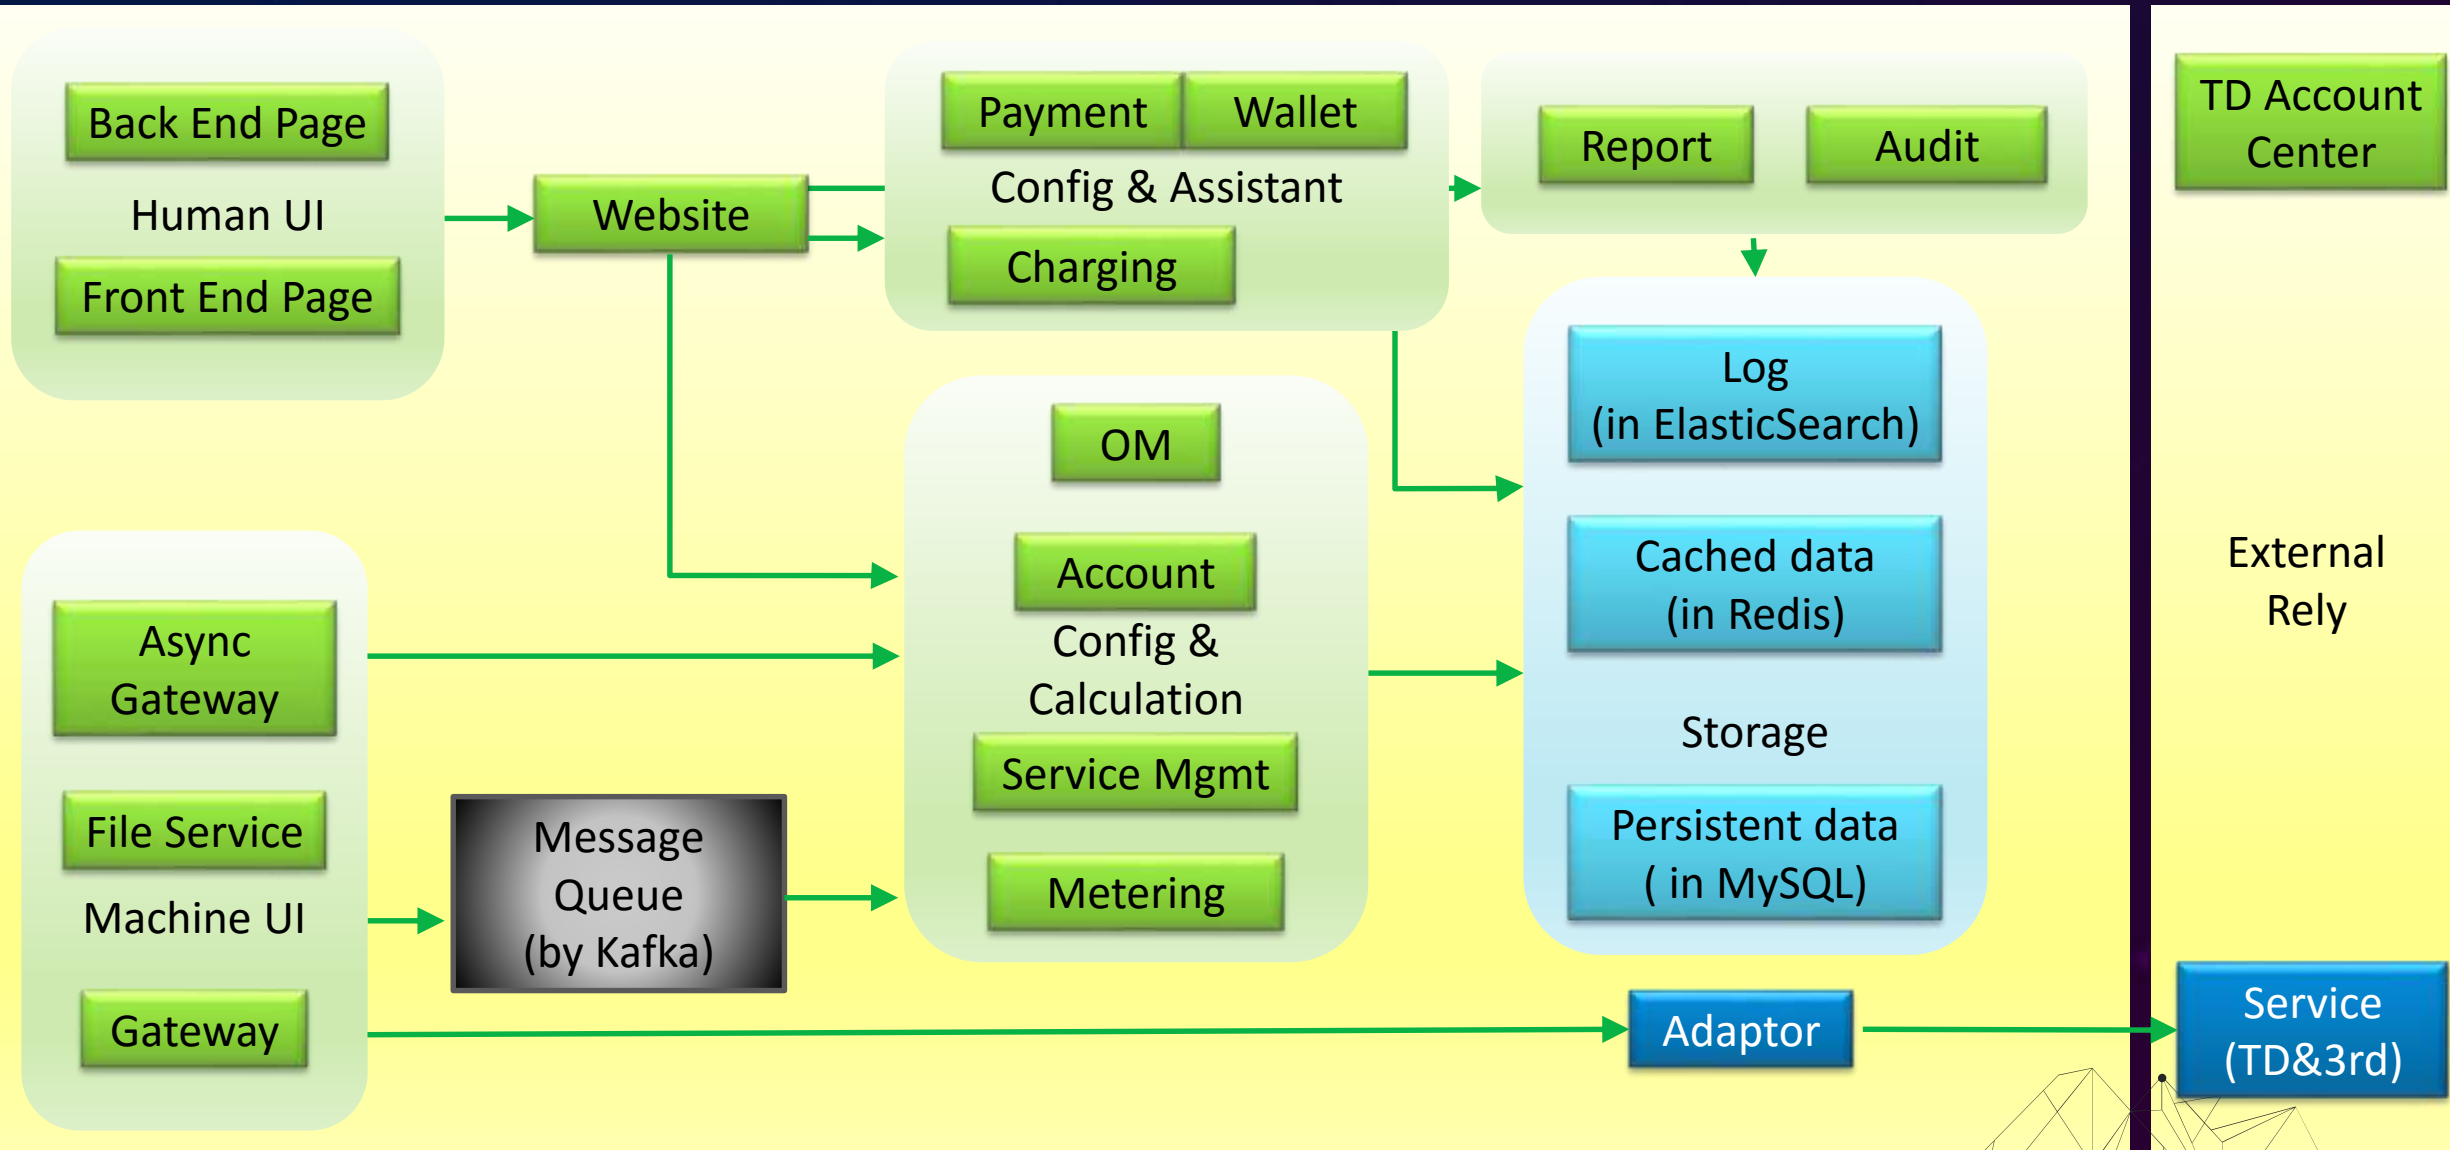 Back End Page
Human UI
Front End Page
Website
Payment
Wallet
Config & Assistant
Charging
Report
Audit
TD Account
Center
Log
(in ElasticSearch)
Cached data
(in Redis)
Storage
Persistent data
( in MySQL)
OM
Account
Config &
Calculation
Service Mgmt
Metering
Async
Gateway
File Service
Machine UI
Gateway
Message
Queue
(by Kafka)
Adaptor
External
Rely
Service
(TD&3rd)